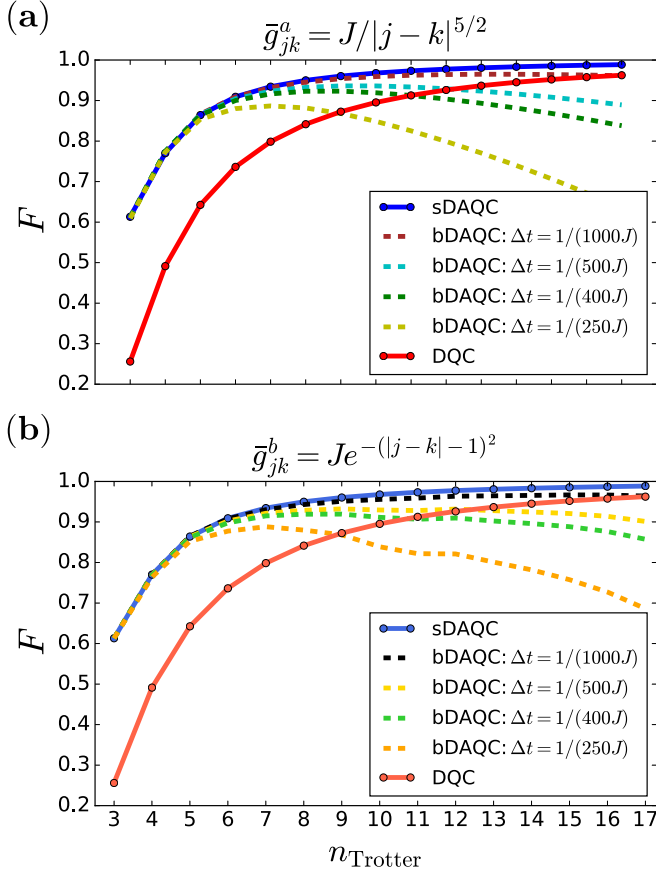 (a)
ḡᵃⱼₖ = J/|j − k|^{5/2}
1.0
0.9
0.8
0.7
0.6
0.5
0.4
0.3
0.2
F
sDAQC
bDAQC: Δt = 1/(1000J)
bDAQC: Δt = 1/(500J)
bDAQC: Δt = 1/(400J)
bDAQC: Δt = 1/(250J)
DQC
(b)
ḡᵇⱼₖ = Je^{−(|j−k|−1)²}
1.0
0.9
0.8
0.7
0.6
0.5
0.4
0.3
0.2
F
sDAQC
bDAQC: Δt = 1/(1000J)
bDAQC: Δt = 1/(500J)
bDAQC: Δt = 1/(400J)
bDAQC: Δt = 1/(250J)
DQC
3 4 5 6 7 8 9 10 11 12 13 14 15 16 17
n_Trotter